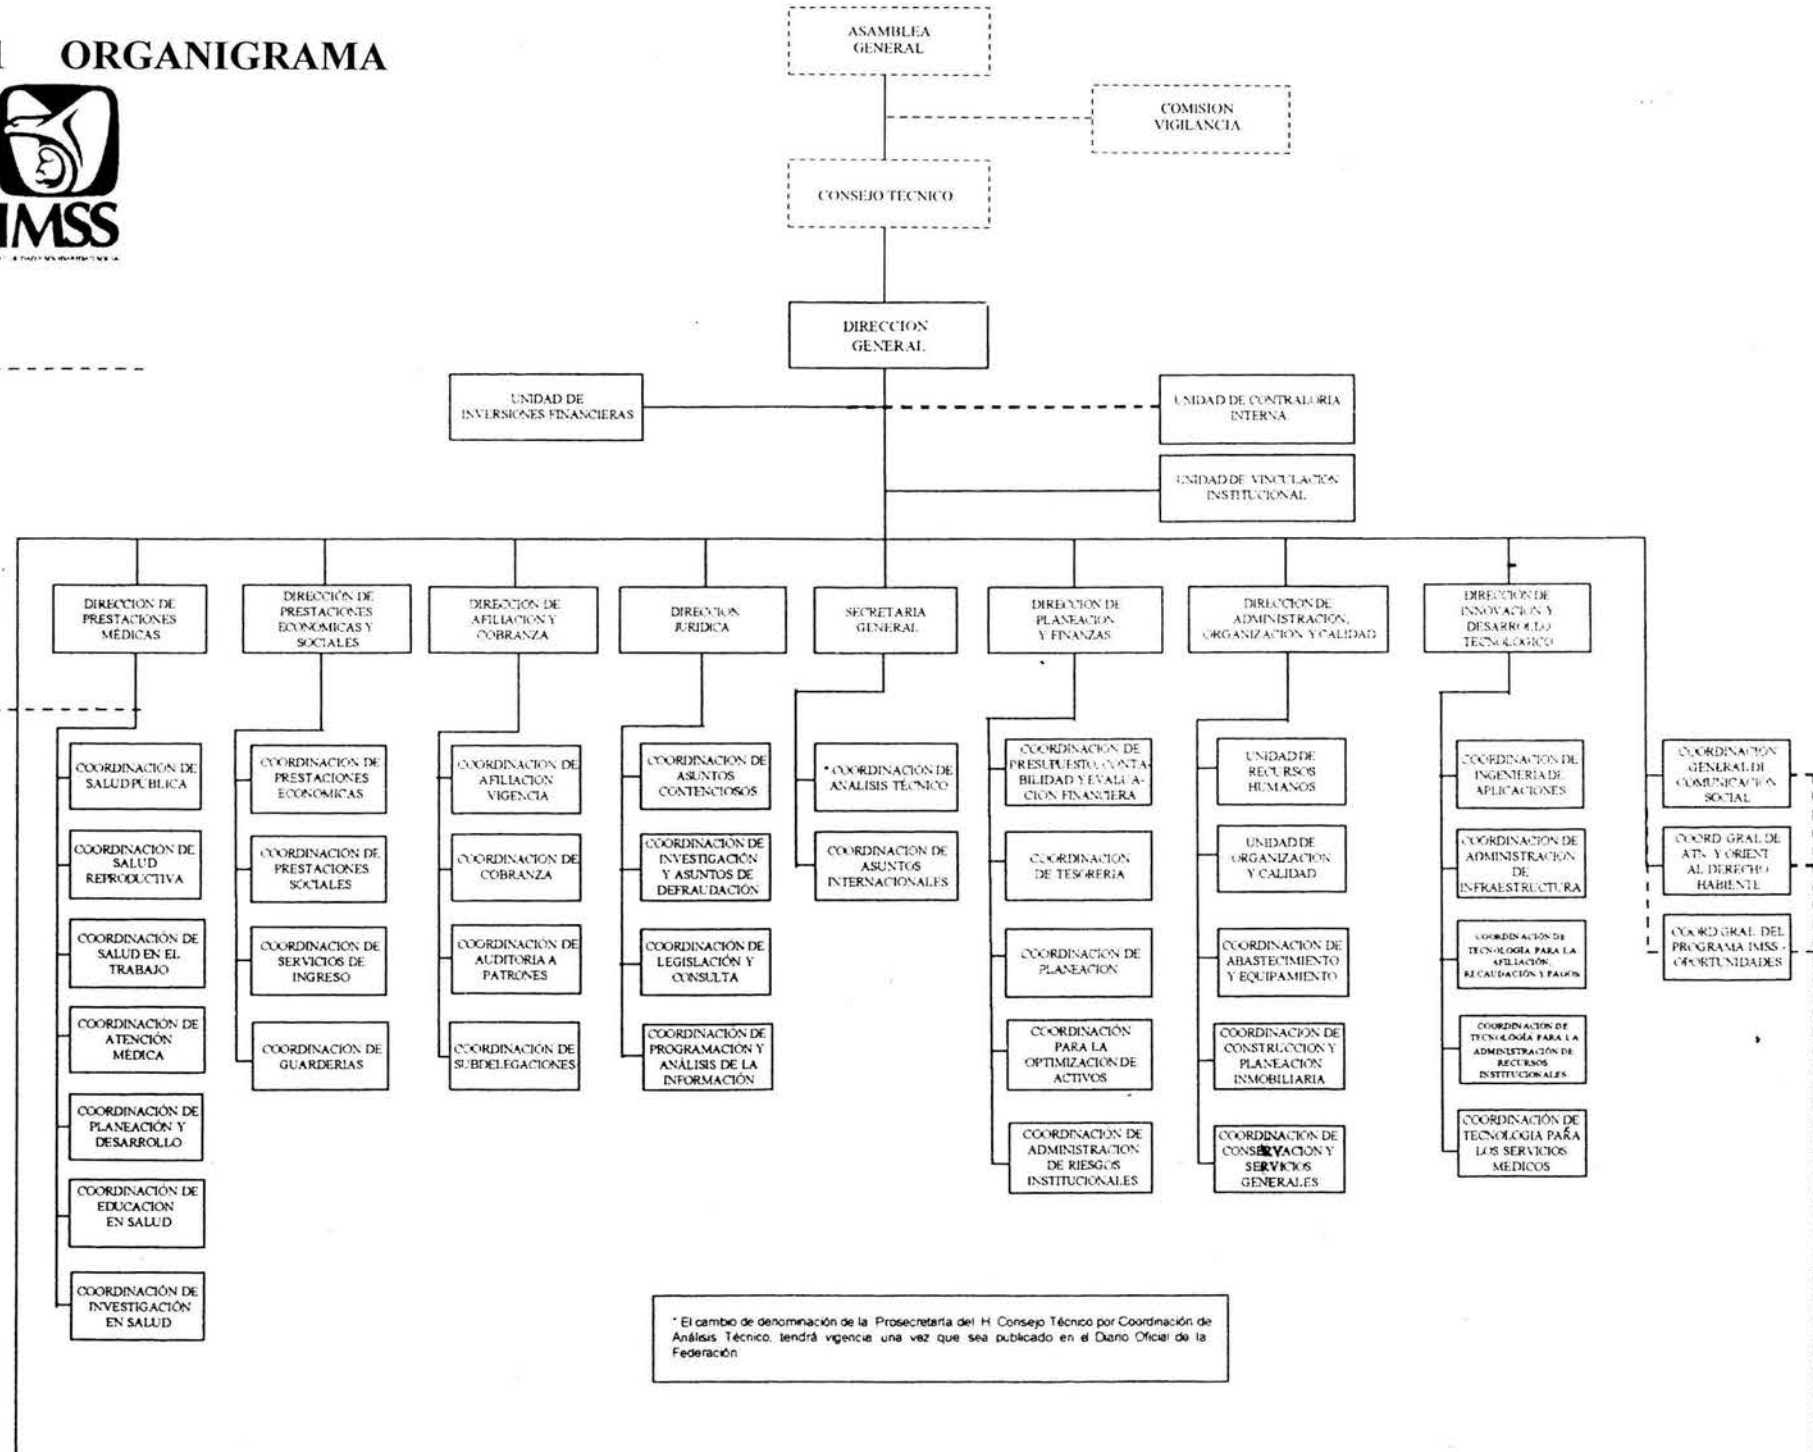 ORGANIGRAMA
IMSS
ASAMBLEA
GENERAL
COMISION
VIGILANCIA
CONSEJO TECNICO
DIRECCION
GENERAL
UNIDAD DE
INVERSIONES FINANCIERAS
UNIDAD DE CONTRALORIA
INTERNA
UNIDAD DE VINCULACION
INSTITUCIONAL
DIRECCION DE
PRESTACIONES
MÉDICAS
DIRECCIÓN DE
PRESTACIONES
ECONOMICAS Y
SOCIALES
DIRECCION DE
AFILIACION Y
COBRANZA
DIRECCION
JURIDICA
SECRETARIA
GENERAL
DIRECCION DE
PLANEACION
Y FINANZAS
DIRECCION DE
ADMINISTRACION,
ORGANIZACION Y CALIDAD
DIRECCION DE
INNOVACION Y
DESARROLLO
TECNOLOGICO
COORDINACION DE
SALUD PUBLICA
COORDINACION DE
SALUD
REPRODUCTIVA
COORDINACIÓN DE
SALUD EN EL
TRABAJO
COORDINACIÓN DE
ATENCIÓN
MÉDICA
COORDINACIÓN DE
PLANEACIÓN Y
DESARROLLO
COORDINACIÓN DE
EDUCACIÓN
EN SALUD
COORDINACIÓN DE
INVESTIGACIÓN
EN SALUD
COORDINACION DE
PRESTACIONES
ECONOMICAS
COORDINACION DE
PRESTACIONES
SOCIALES
COORDINACIÓN DE
SERVICIOS DE
INGRESO
COORDINACION DE
GUARDERIAS
COORDINACION DE
AFILIACION
VIGENCIA
COORDINACION DE
COBRANZA
COORDINACIÓN DE
AUDITORIA A
PATRONES
COORDINACION DE
SUBDELEGACIONES
COORDINACION DE
ASUNTOS
CONTENCIOSOS
COORDINACIÓN DE
INVESTIGACIÓN
Y ASUNTOS DE
DEFRAUDACIÓN
COORDINACIÓN DE
LEGISLACIÓN Y
CONSULTA
COORDINACIÓN DE
PROGRAMACIÓN Y
ANÁLISIS DE LA
INFORMACIÓN
* COORDINACIÓN DE
ANALISIS TÉCNICO
COORDINACION DE
ASUNTOS
INTERNACIONALES
COORDINACION DE
PRESUPUESTO, CONTA-
BILIDAD Y EVALUA-
CION FINANCIERA
COORDINACION
DE TESORERIA
COORDINACION DE
PLANEACION
COORDINACIÓN
PARA LA
OPTIMIZACION DE
ACTIVOS
COORDINACIÓN DE
ADMINISTRACION
DE RIESGOS
INSTITUCIONALES
UNIDAD DE
RECURSOS
HUMANOS
UNIDAD DE
ORGANIZACION
Y CALIDAD
COORDINACION DE
ABASTECIMIENTO
Y EQUIPAMIENTO
COORDINACION DE
CONSTRUCCION Y
PLANEACION
INMOBILIARIA
COORDINACION DE
CONSERVACIÓN Y
SERVICIOS
GENERALES
COORDINACION DE
INGENIERIA DE
APLICACIONES
COORDINACIÓN DE
ADMINISTRACION
DE
INFRAESTRUCTURA
COORDINACIÓN DE
TECNOLOGÍA PARA LA
AFILIACIÓN,
RECAUDACIÓN Y PAGOS
COORDINACION DE
TECNOLOGÍA PARA LA
ADMINISTRACIÓN DE
RECURSOS
INSTITUCIONALES
COORDINACIÓN DE
TECNOLOGIA PARA
LOS SERVICIOS
MEDICOS
COORDINACION
GENERAL DE
COMUNICACION
SOCIAL
COORD GRAL DE
ATN. Y ORIENT
AL DERECHO
HABIENTE
COORD GRAL. DEL
PROGRAMA IMSS -
OPORTUNIDADES
* El cambio de denominación de la Prosecretaría del H Consejo Técnico por Coordinación de
Análisis Técnico, tendrá vigencia una vez que sea publicado en el Diario Oficial de la
Federación